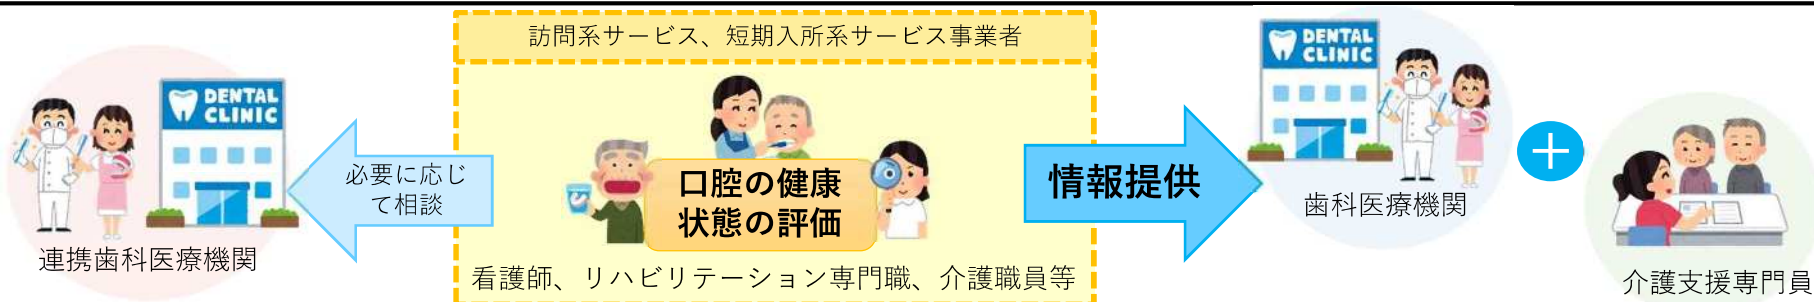 訪問系サービス、短期入所系サービス事業者
DENTAL
CLINIC
連携歯科医療機関
必要に応じ
て相談
口腔の健康
状態の評価
看護師、リハビリテーション専門職、介護職員等
情報提供
DENTAL
CLINIC
歯科医療機関
+
介護支援専門員